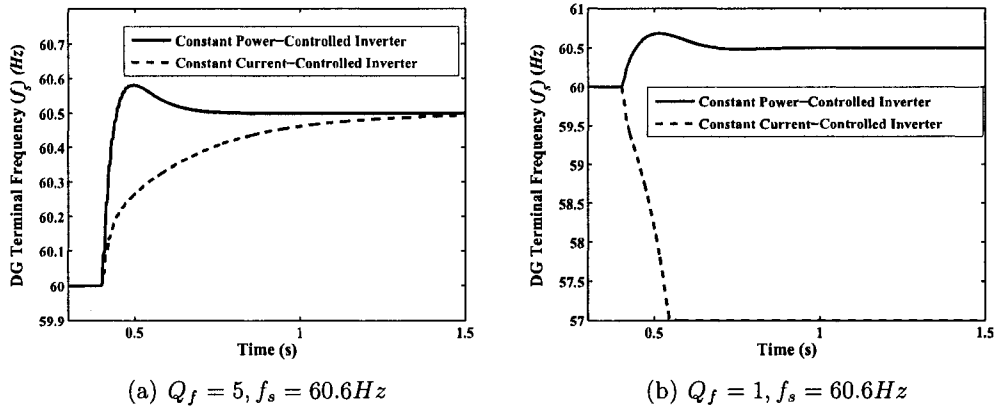 DG Terminal Frequency (f_s) (Hz)
60.7
60.6
60.5
60.4
60.3
60.2
60.1
60
59.9
0.5
1
1.5
Time (s)
Constant Power-Controlled Inverter
Constant Current-Controlled Inverter
(a) Q_f = 5, f_s = 60.6Hz
DG Terminal Frequency (f_s) (Hz)
61
60.5
60
59.5
59
58.5
58
57
0.5
1
1.5
Time (s)
Constant Power-Controlled Inverter
Constant Current-Controlled Inverter
(b) Q_f = 1, f_s = 60.6Hz